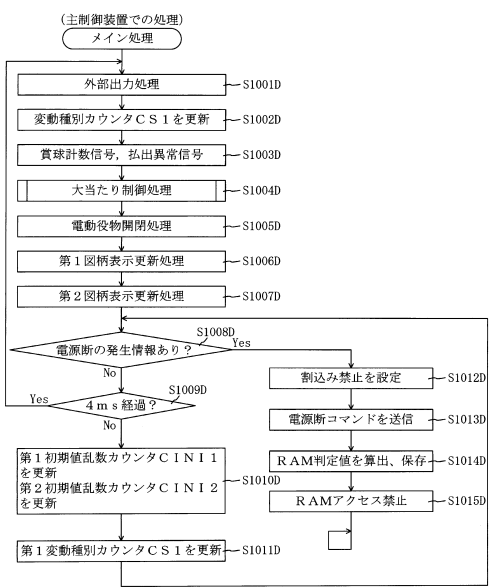 (主制御装置での処理)
メイン処理
外部出力処理
S1001D
変動種別カウンタCS1を更新
S1002D
賞球計数信号,払出異常信号
S1003D
大当たり制御処理
S1004D
電動役物開閉処理
S1005D
第1図柄表示更新処理
S1006D
第2図柄表示更新処理
S1007D
電源断の発生情報あり?
S1008D
Yes
No
4ms経過?
S1009D
Yes
No
第1初期値乱数カウンタCINI1
を更新
第2初期値乱数カウンタCINI2
を更新
S1010D
第1変動種別カウンタCS1を更新
S1011D
割込み禁止を設定
S1012D
電源断コマンドを送信
S1013D
RAM判定値を算出、保存
S1014D
RAMアクセス禁止
S1015D